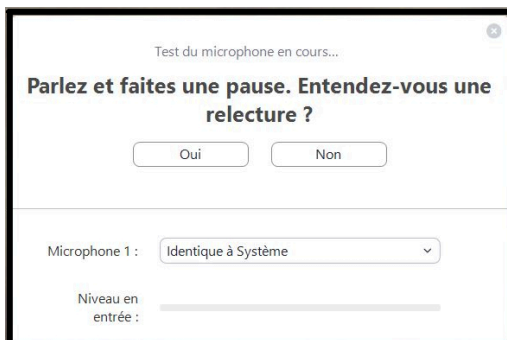 Test du microphone en cours...
Parlez et faites une pause. Entendez-vous une
relecture ?
Oui
Non
Microphone 1 :
Identique à Système
Niveau en
entrée :